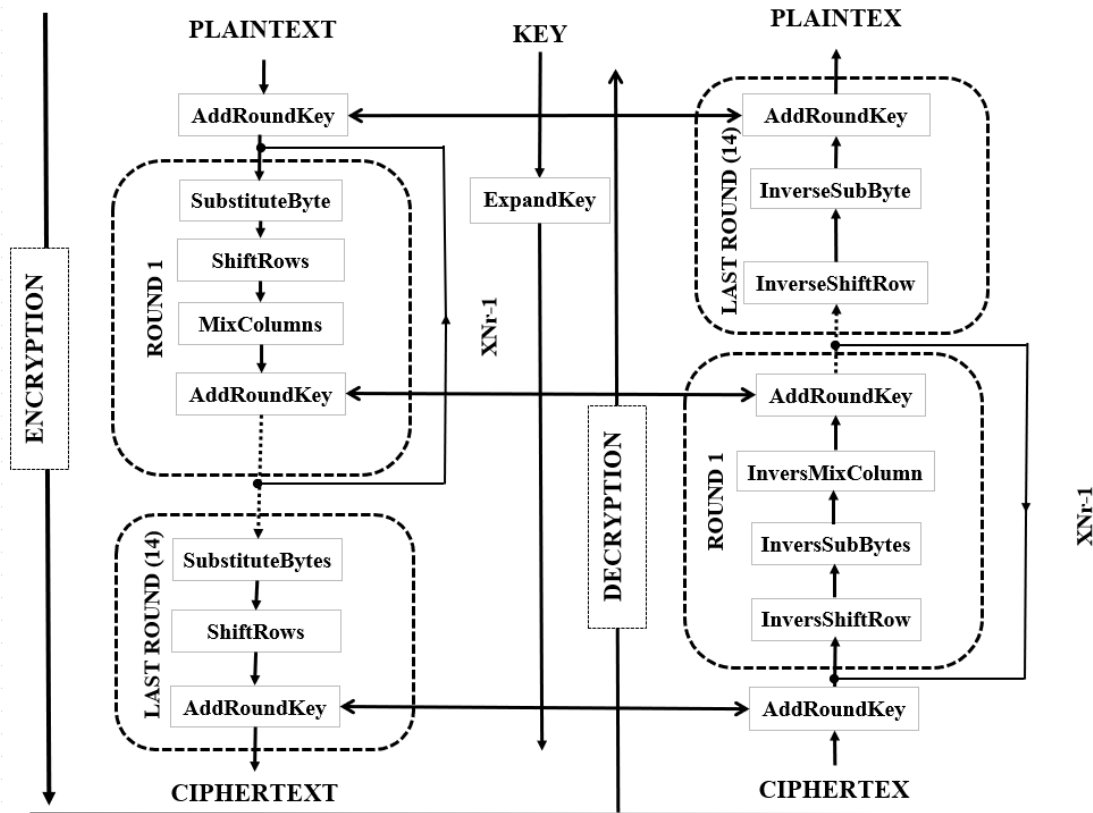 PLAINTEXT
AddRoundKey
ROUND 1
SubstituteByte
ShiftRows
MixColumns
AddRoundKey
XNr-1
LAST ROUND (14)
SubstituteBytes
ShiftRows
AddRoundKey
CIPHERTEXT
ENCRYPTION
KEY
ExpandKey
DECRYPTION
PLAINTEX
AddRoundKey
LAST ROUND (14)
InverseSubByte
InverseShiftRow
AddRoundKey
ROUND 1
InversMixColumn
InversSubBytes
InversShiftRow
XNr-1
AddRoundKey
CIPHERTEX